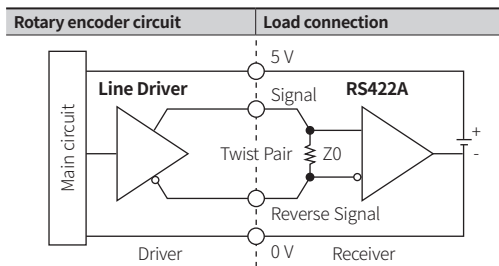 Rotary encoder circuit
Load connection
5 V
Line Driver
Signal
RS422A
Main circuit
Twist Pair
Z0
+
-
Reverse Signal
Driver
0 V
Receiver